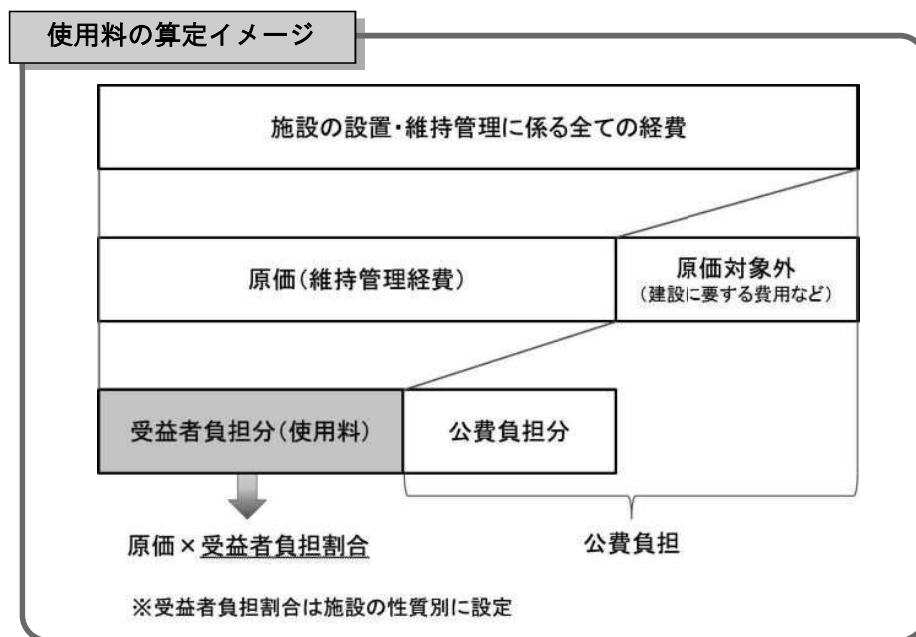 使用料の算定イメージ
施設の設置・維持管理に係る全ての経費
原価(維持管理経費)
原価対象外
(建設に要する費用など)
受益者負担分(使用料)
公費負担分
原価×受益者負担割合
公費負担
※受益者負担割合は施設の性質別に設定